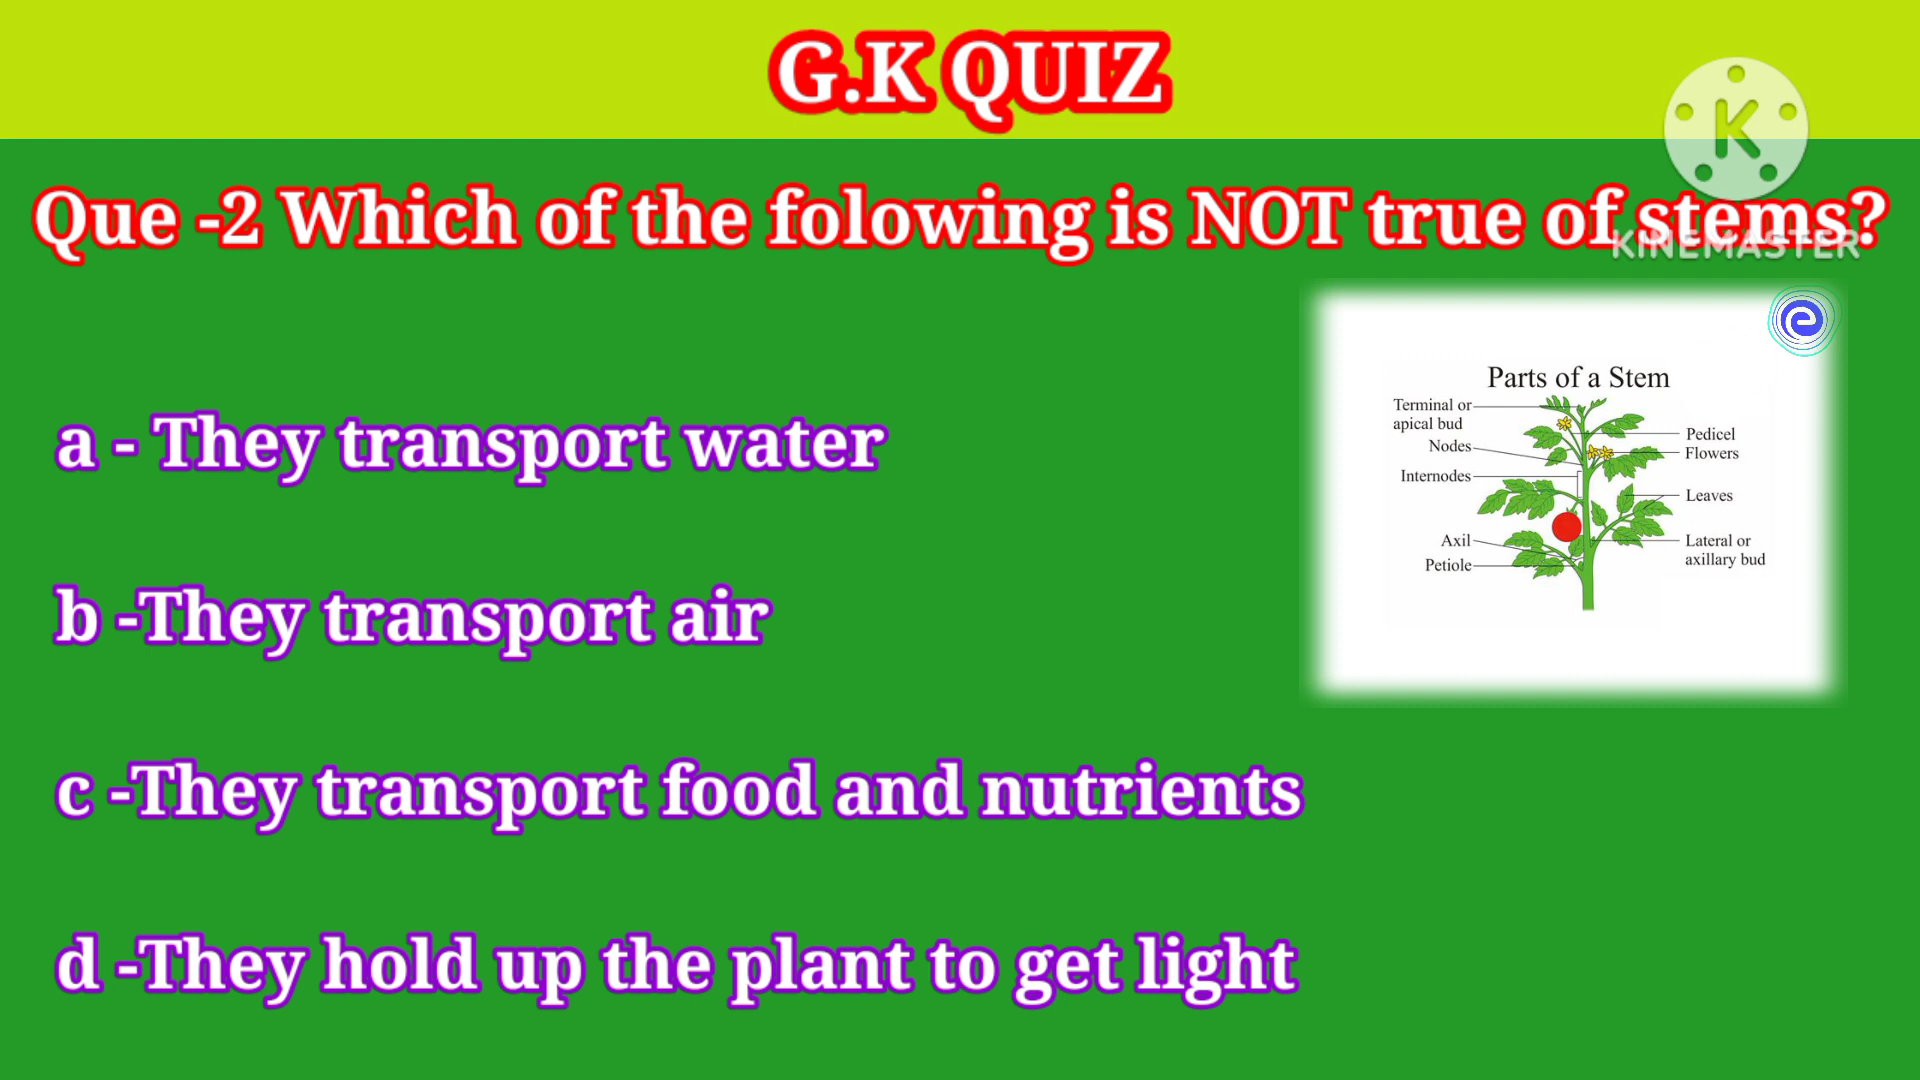 G.K QUIZ
Que -2 Which of the folowing is NOT true of stems?
KINEMASTER
a - They transport water
b -They transport air
c -They transport food and nutrients
d -They hold up the plant to get light
Parts of a Stem
Terminal or
apical bud
Nodes
Internodes
Axil
Petiole
Pedicel
Flowers
Leaves
Lateral or
axillary bud
K
e